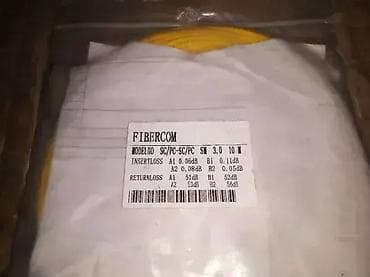 FIBERCOM
MODELNO SC/PC-SC/PC SM 3.0 10 M
INSERTLOSS A1 0.06dB B1 0.11dB
A2 0.08dB B2 0.05dB
RETURNLOSS A1 51dB B1 52dB
A2 53dB B2 56dB